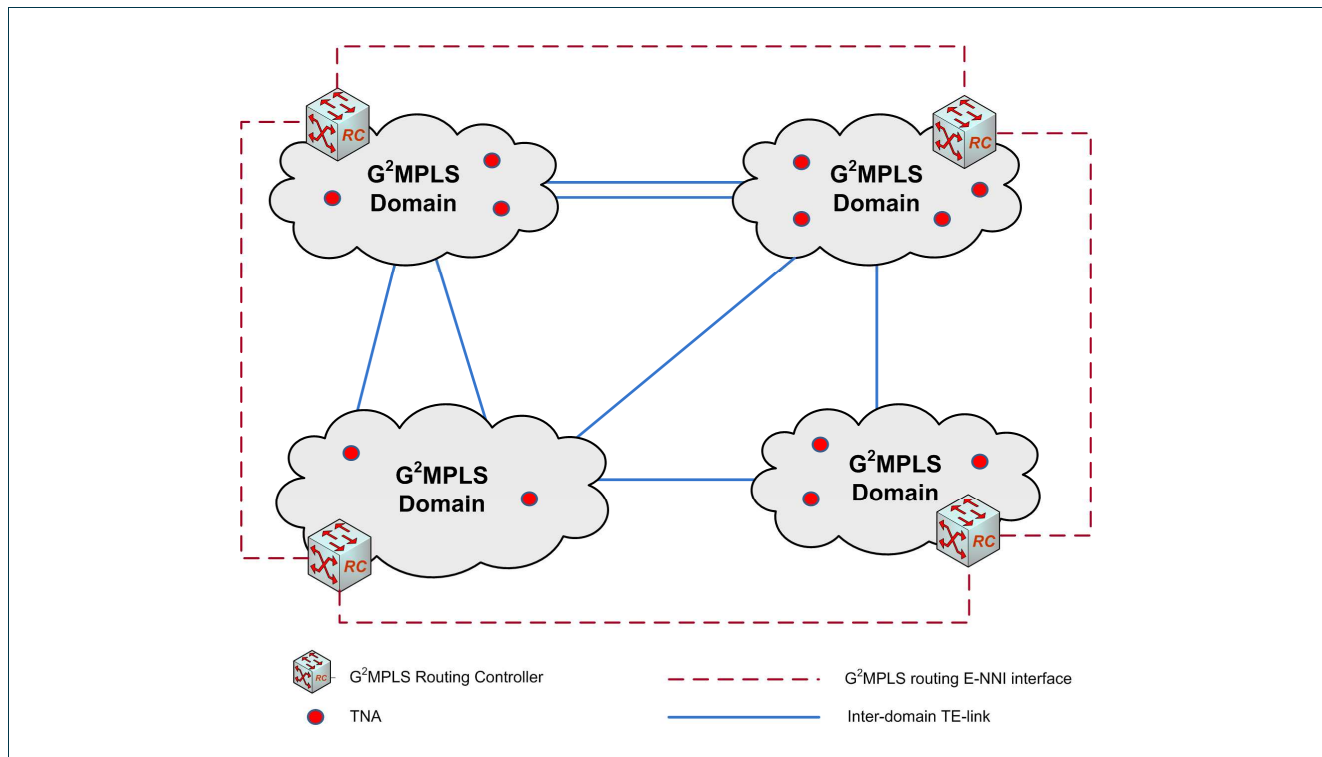 RC
RC
G²MPLS
Domain
G²MPLS
Domain
G²MPLS
Domain
G²MPLS
Domain
RC
RC
RC
G²MPLS Routing Controller
G²MPLS routing E-NNI interface
TNA
Inter-domain TE-link